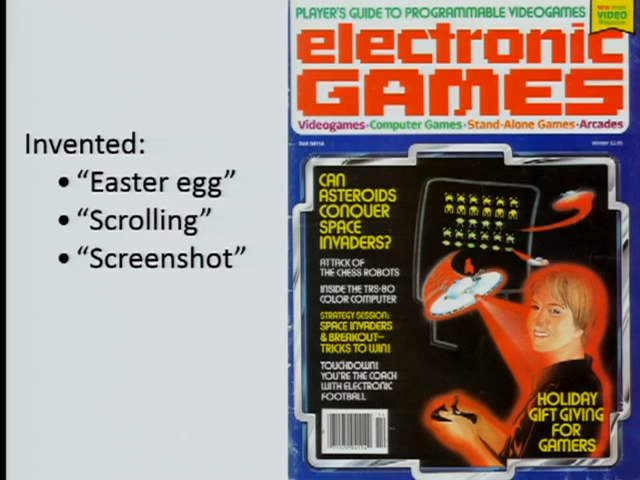 Invented:
• “Easter egg”
• “Scrolling”
• “Screenshot”
PLAYER'S GUIDE TO PROGRAMMABLE VIDEOGAMES
VIDEO
electronic
GAMES
Videogames·Computer Games·Stand-Alone Games·Arcades
CAN
ASTEROIDS
CONQUER
SPACE
INVADERS?
ATTACK OF
THE CHESS ROBOTS
INSIDE THE TRS-80
COLOR COMPUTER
STRATEGY SESSION:
SPACE INVADERS
& BREAKOUT—
TRICKS TO WIN!
TOUCHDOWN!
YOU'RE THE COACH
WITH ELECTRONIC
FOOTBALL
HOLIDAY
GIFT GIVING
FOR
GAMERS